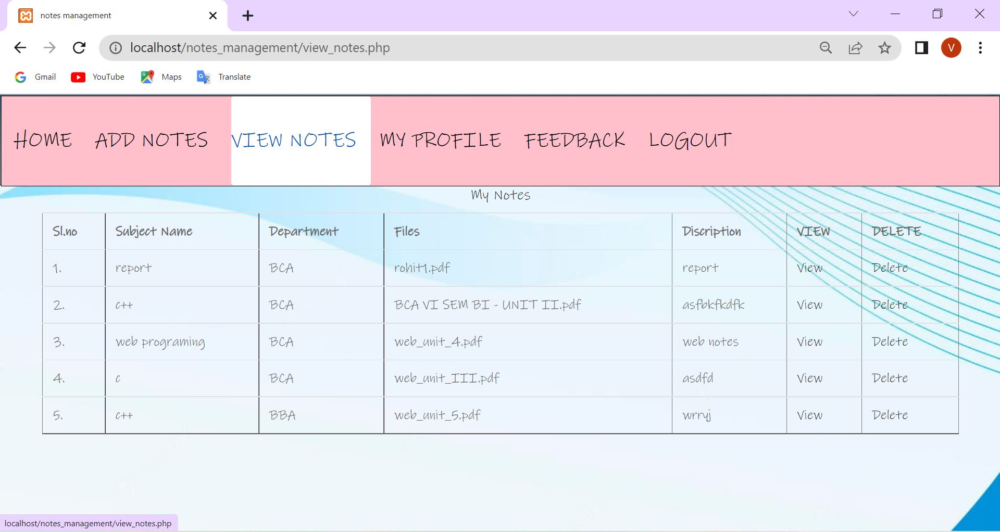 notes management
localhost/notes_management/view_notes.php
V
Gmail YouTube Maps Translate
HOME ADD NOTES VIEW NOTES MY PROFILE FEEDBACK LOGOUT
My Notes
Sl.no Subject Name Department Files Discription VIEW DELETE
1. report BCA rohit1.pdf report View Delete
2. c++ BCA BCA VI SEM BI - UNIT II.pdf asfbkfkdfk View Delete
3. web programing BCA web_unit_4.pdf web notes View Delete
4. c BCA web_unit_III.pdf asdfd View Delete
5. c++ BBA web_unit_5.pdf wrryj View Delete
localhost/notes_management/view_notes.php